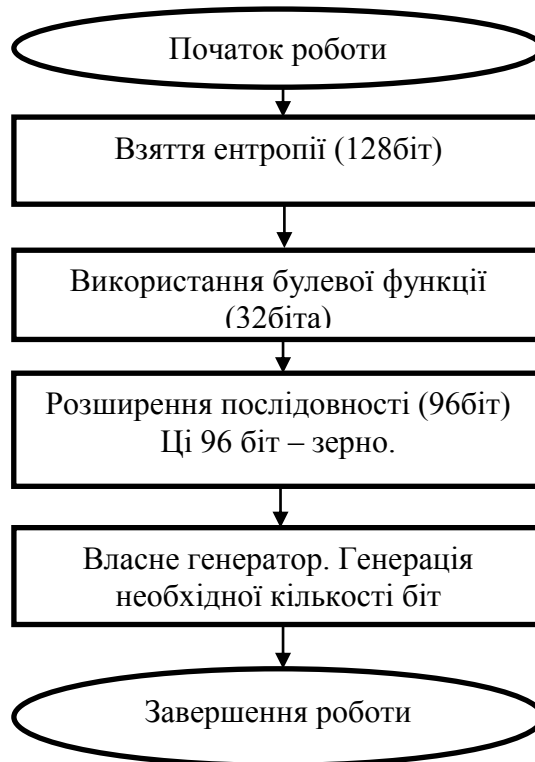 Початок роботи
Взяття ентропії (128біт)
Використання булевої функції
(32біта)
Розширення послідовності (96біт)
Ці 96 біт – зерно.
Власне генератор. Генерація
необхідної кількості біт
Завершення роботи